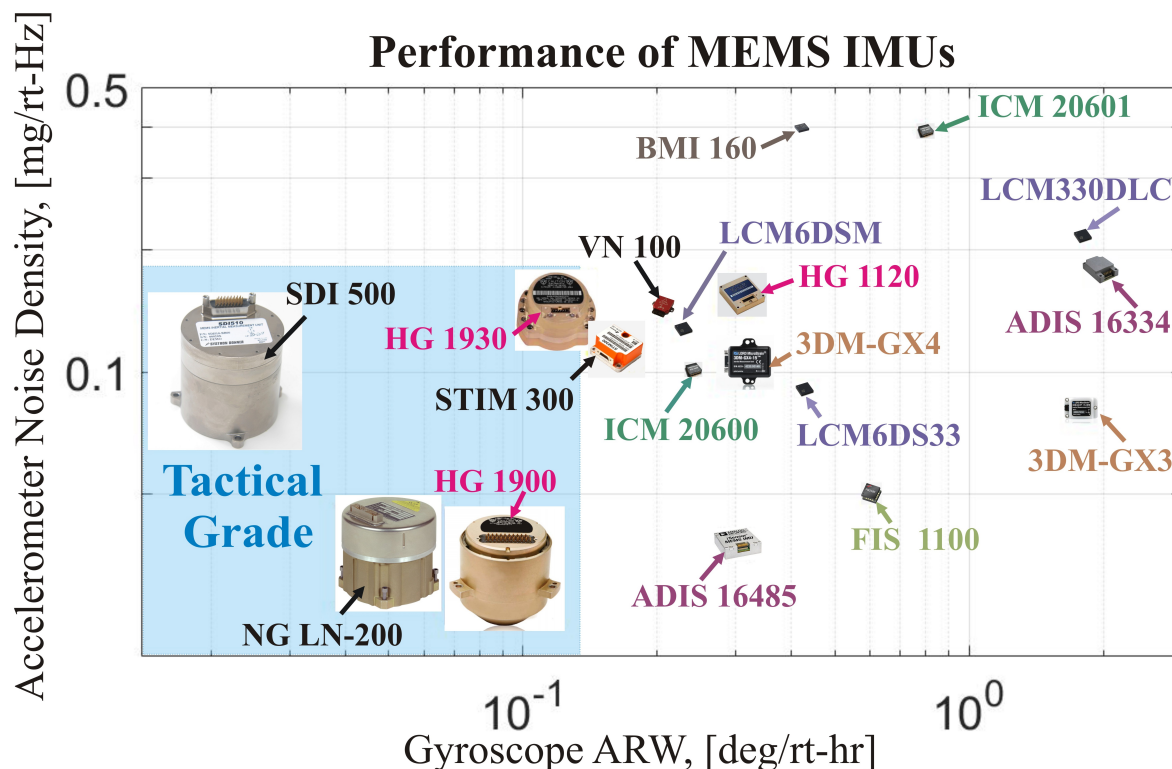 Performance of MEMS IMUs
Accelerometer Noise Density, [mg/rt-Hz]
0.5
0.1
ICM 20601
BMI 160
LCM330DLC
LCM6DSM
VN 100
HG 1120
SDI 500
SDI510
ADIS 16334
HG 1930
3DM-GX4
STIM 300
ICM 20600
LCM6DS33
3DM-GX3
Tactical
Grade
HG 1900
FIS 1100
ADIS 16485
NG LN-200
10-1
100
Gyroscope ARW, [deg/rt-hr]